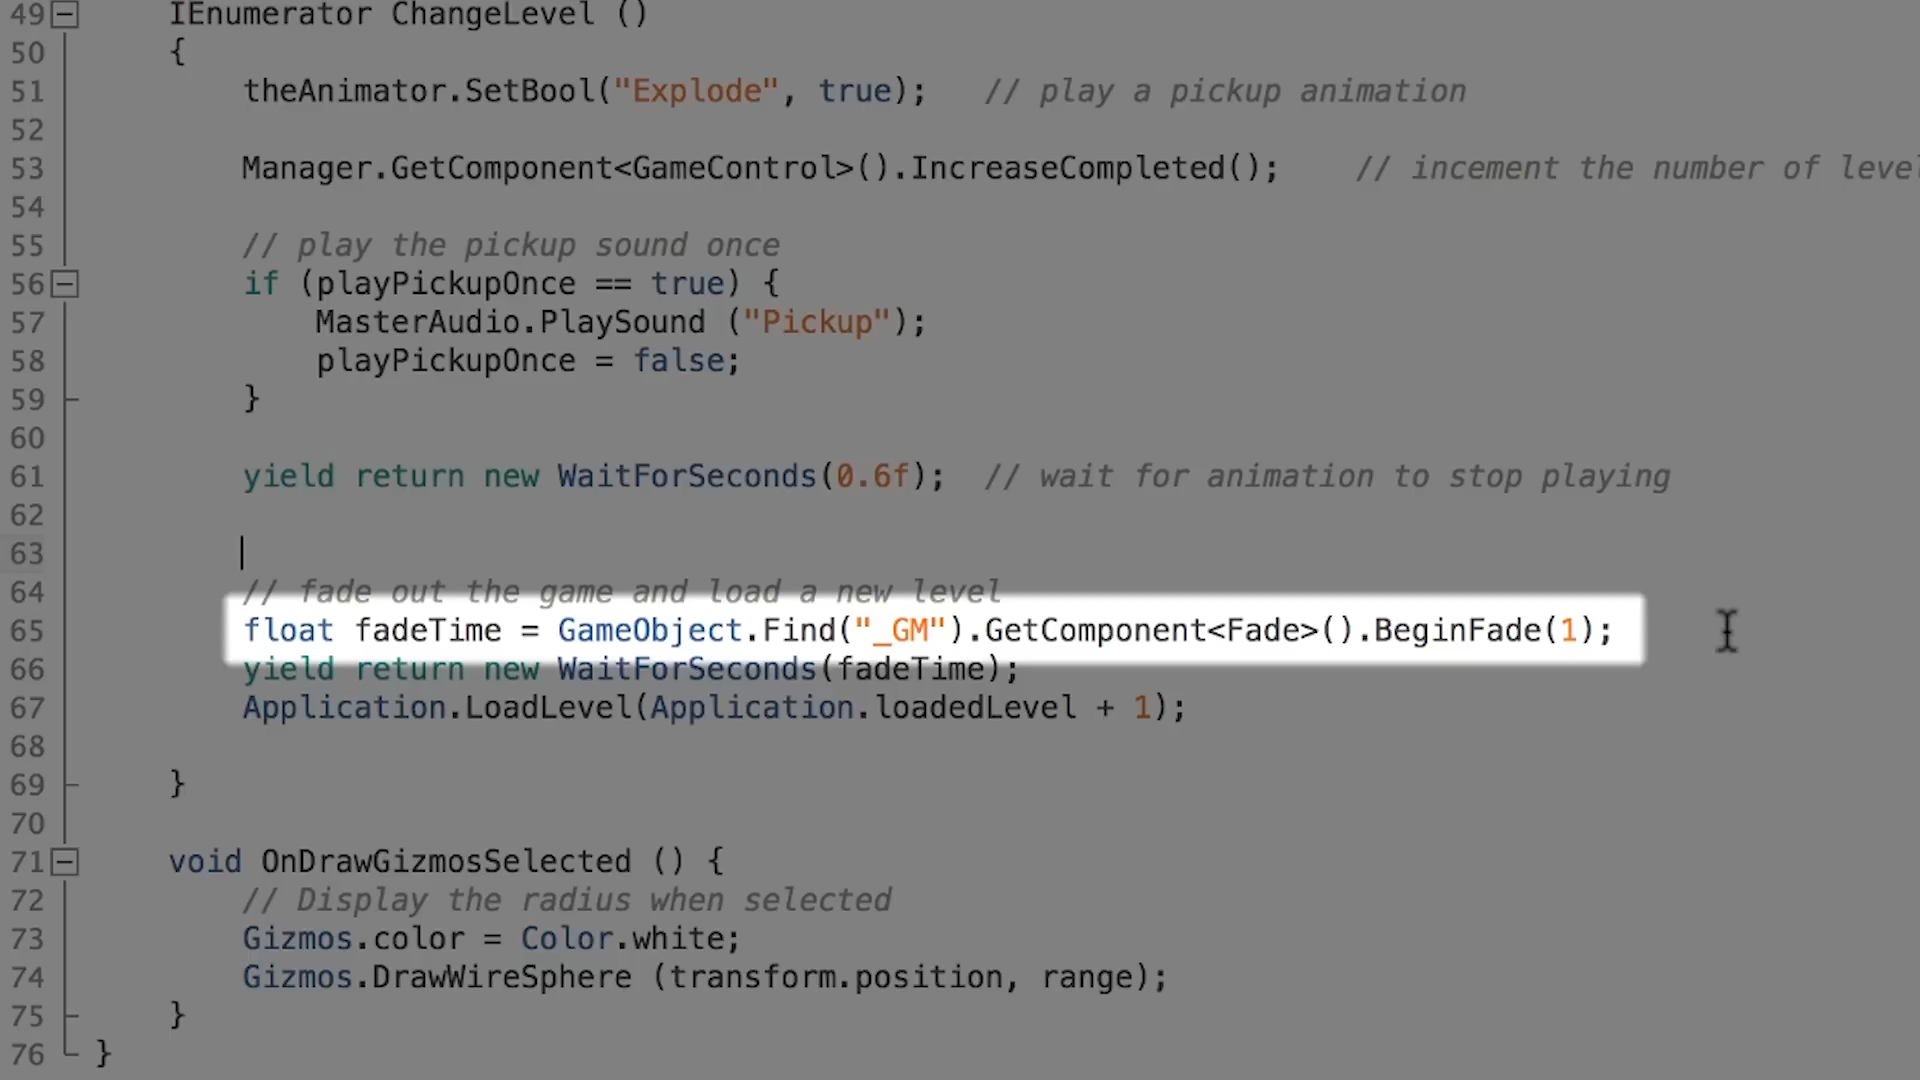 49 IEnumerator ChangeLevel ()
50 {
51 theAnimator.SetBool("Explode", true); // play a pickup animation
52
53 Manager.GetComponent<GameControl>().IncreaseCompleted(); // incement the number of level
54
55 // play the pickup sound once
56 if (playPickupOnce == true) {
57 MasterAudio.PlaySound ("Pickup");
58 playPickupOnce = false;
59 }
60
61 yield return new WaitForSeconds(0.6f); // wait for animation to stop playing
62
63
64 // fade out the game and load a new level
65 float fadeTime = GameObject.Find("_GM").GetComponent<Fade>().BeginFade(1);
66 yield return new WaitForSeconds(fadeTime);
67 Application.LoadLevel(Application.loadedLevel + 1);
68
69 }
70
71 void OnDrawGizmosSelected () {
72 // Display the radius when selected
73 Gizmos.color = Color.white;
74 Gizmos.DrawWireSphere (transform.position, range);
75 }
76 }